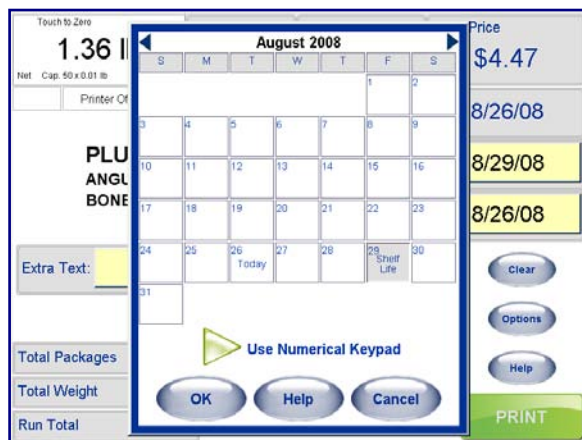 Touch to Zero
1.36 l
Net Cap. 50 x 0.01 lb
Printer Of
PLU
ANGU
BONE
Extra Text:
Total Packages
Total Weight
Run Total
August 2008
S M T W T F S
1 2
3 4 5 6 7 8 9
10 11 12 13 14 15 16
17 18 19 20 21 22 23
24 25 26 27 28 29 30
Today Shelf
Life
31
Use Numerical Keypad
OK Help Cancel
Price
$4.47
8/26/08
8/29/08
8/26/08
Clear
Options
Help
PRINT